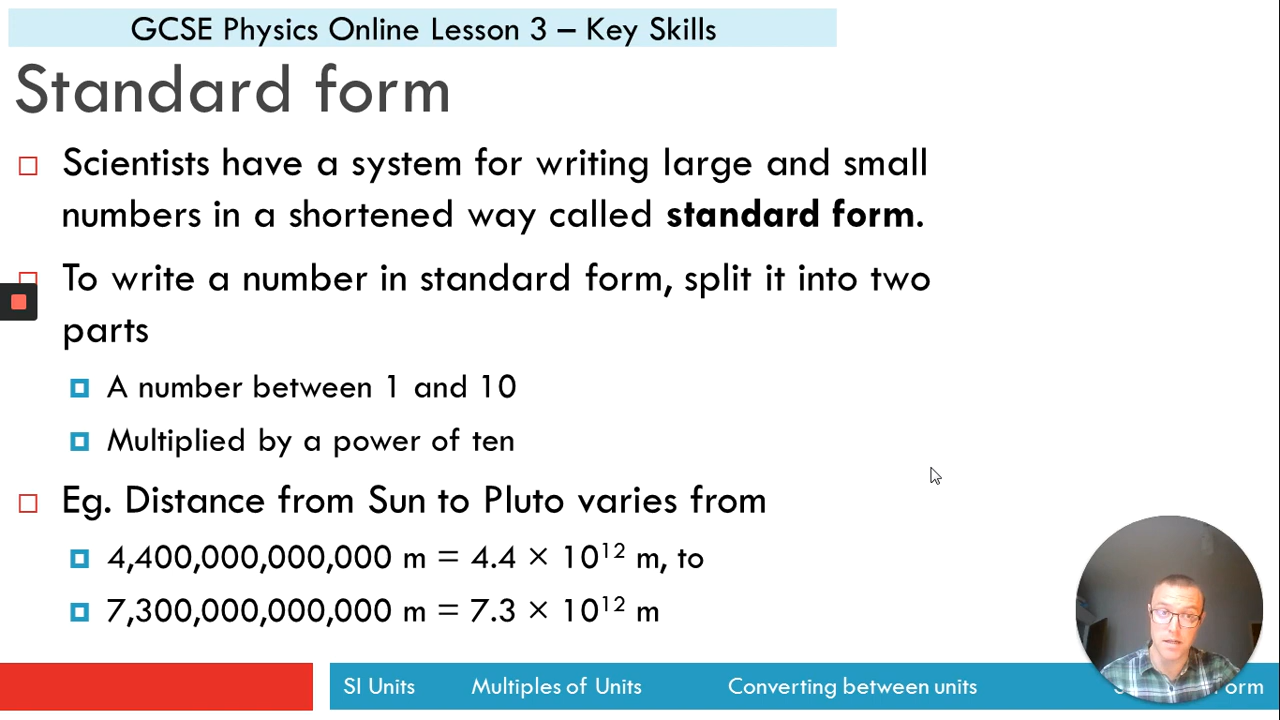 GCSE Physics Online Lesson 3 – Key Skills
Standard form
Scientists have a system for writing large and small
numbers in a shortened way called standard form.
To write a number in standard form, split it into two
parts
A number between 1 and 10
Multiplied by a power of ten
Eg. Distance from Sun to Pluto varies from
4,400,000,000,000 m = 4.4 × 10¹² m, to
7,300,000,000,000 m = 7.3 × 10¹² m
SI Units Multiples of Units Converting between units